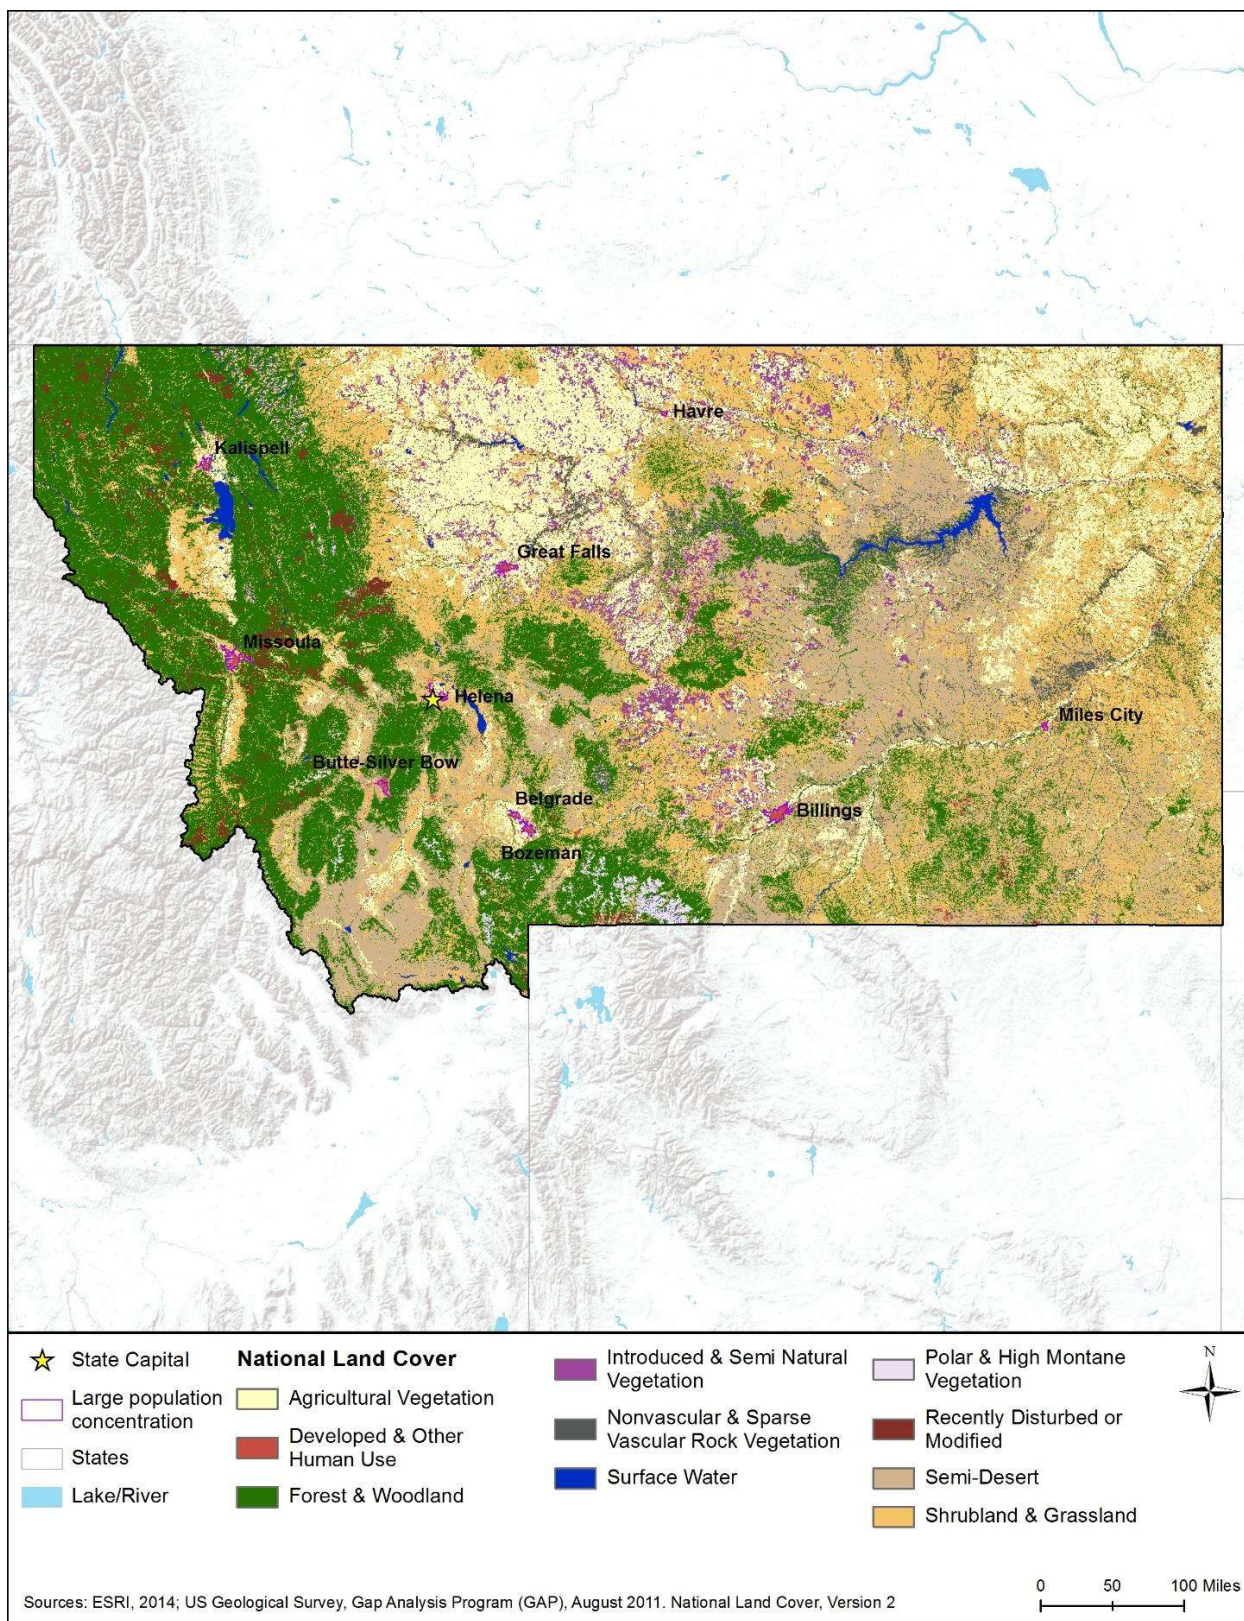 Havre
Kalispell
Great Falls
Missoula
Helena
Miles City
Butte-Silver Bow
Belgrade
Billings
Bozeman
State Capital
Large population
concentration
States
Lake/River
National Land Cover
Agricultural Vegetation
Developed & Other
Human Use
Forest & Woodland
Introduced & Semi Natural
Vegetation
Nonvascular & Sparse
Vascular Rock Vegetation
Surface Water
Polar & High Montane
Vegetation
Recently Disturbed or
Modified
Semi-Desert
Shrubland & Grassland
N
0 50 100 Miles
Sources: ESRI, 2014; US Geological Survey, Gap Analysis Program (GAP), August 2011. National Land Cover, Version 2